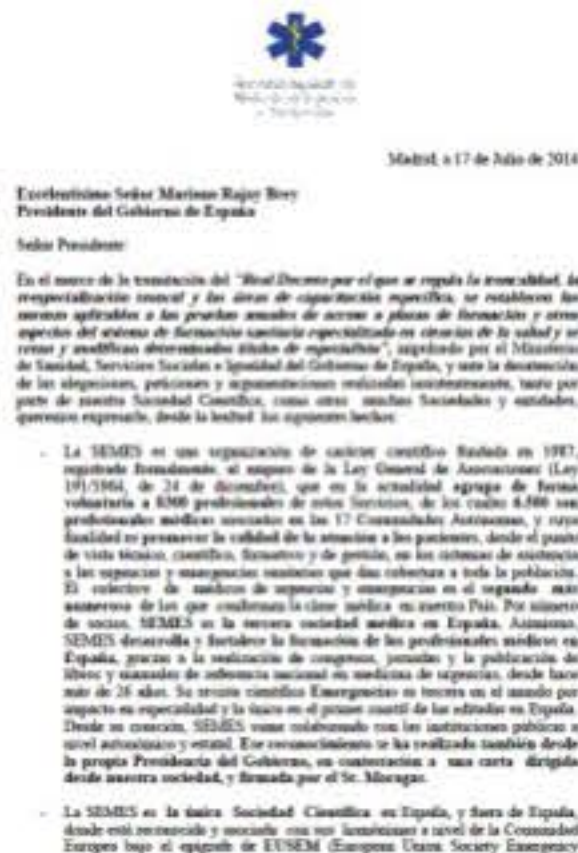 Sociedad Española de
Medicina de Urgencias
y Emergencias
Madrid, a 17 de Julio de 2014
Excelentísimo Señor Mariano Rajoy Brey
Presidente del Gobierno de España
Señor Presidente:
En el marco de la tramitación del "Real Decreto por el que se regula la troncalidad, la
reespecialización troncal y las áreas de capacitación específica, se establecen las
normas aplicables a las pruebas anuales de acceso a plazas de formación y otros
aspectos del sistema de formación sanitaria especializada en ciencias de la salud y se
crean y modifican determinados títulos de especialista", impulsado por el Ministerio
de Sanidad, Servicios Sociales e Igualdad del Gobierno de España, y ante la desatención
de las alegaciones, peticiones y argumentaciones realizadas insistentemente, tanto por
parte de nuestra Sociedad Científica, como otras muchas Sociedades y entidades,
queremos expresarle, desde la lealtad los siguientes hechos:
- La SEMES es una organización de carácter científico fundada en 1987,
registrada formalmente, al amparo de la Ley General de Asociaciones (Ley
191/1964, de 24 de diciembre), que en la actualidad agrupa de forma
voluntaria a 8300 profesionales de estos Servicios, de los cuales 6.500 son
profesionales médicos asociados en las 17 Comunidades Autónomas, y cuya
finalidad es promover la calidad de la atención a los pacientes, desde el punto
de vista técnico, científico, formativo y de gestión, en los sistemas de asistencia
a las urgencias y emergencias sanitarias que dan cobertura a toda la población.
El colectivo de médicos de urgencias y emergencias es el segundo más
numeroso de los que conforman la clase médica en nuestro País. Por número
de socios, SEMES es la tercera sociedad médica en España. Asimismo,
SEMES desarrolla y fortalece la formación de los profesionales médicos en
España, gracias a la realización de congresos, jornadas y la publicación de
libros y manuales de referencia nacional en medicina de urgencias, desde hace
más de 26 años. Su revista científica Emergencias es tercera en el mundo por
impacto en especialidad y la única en el primer cuartil de las editadas en España.
Desde su creación, SEMES viene colaborando con las instituciones públicas a
nivel autonómico y estatal. Ese reconocimiento se ha realizado también desde
la propia Presidencia del Gobierno, en contestación a una carta dirigida
desde nuestra sociedad, y firmada por el Sr. Moragas.
- La SEMES es la única Sociedad Científica en España, y fuera de España,
donde está reconocida y asociada con sus homónimas a nivel de la Comunidad
Europea bajo el epígrafe de EUSEM (European Union Society Emergency